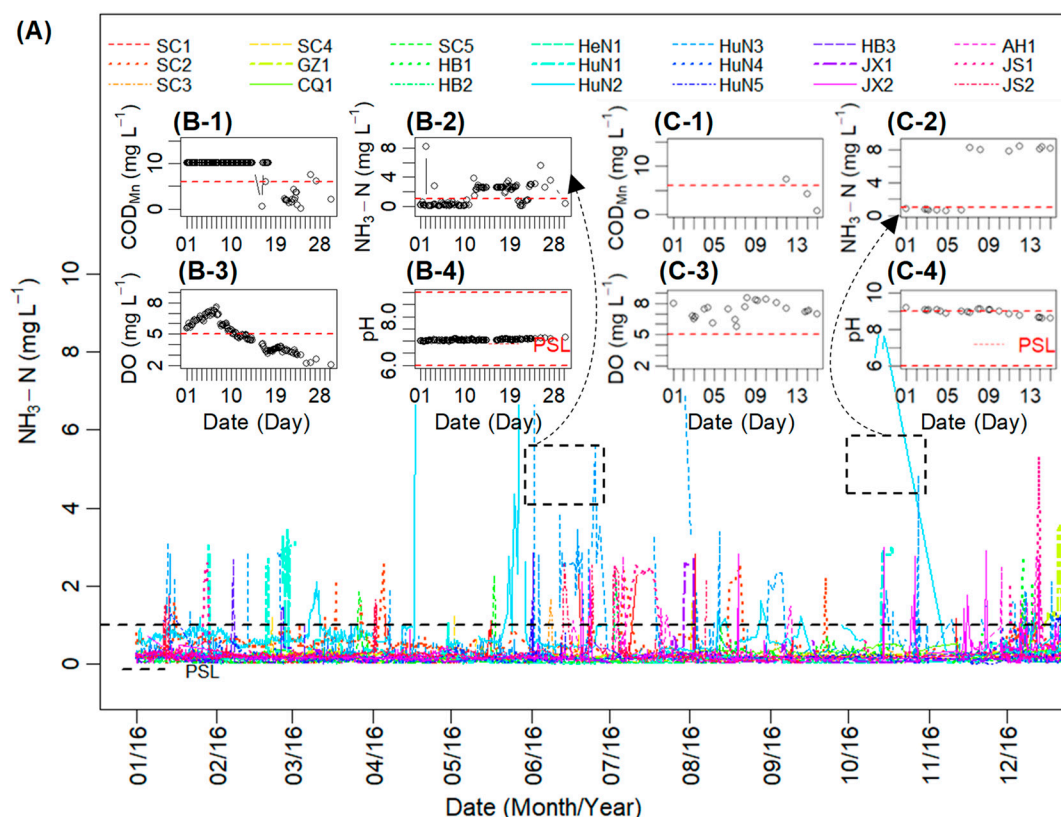 (A)
SC1 SC4 SC5 HeN1 HuN3 HB3 AH1
SC2 GZ1 HB1 HuN1 HuN4 JX1 JS1
SC3 CQ1 HB2 HuN2 HuN5 JX2 JS2
(B-1) (B-2) (C-1) (C-2)
COD_Mn (mg L⁻¹)
0 5 10
01 10 19 28
NH₃−N (mg L⁻¹)
0 2 4 6 8
01 10 19 28
COD_Mn (mg L⁻¹)
0 5 10
01 05 09 13
NH₃−N (mg L⁻¹)
0 2 4 6 8
01 05 09 13
(B-3) (B-4) (C-3) (C-4)
DO (mg L⁻¹)
2 5 8
01 10 19 28
Date (Day)
pH
6.0 8.0
PSL
01 10 19 28
Date (Day)
DO (mg L⁻¹)
2 5 8
01 05 09 13
Date (Day)
pH
6 8 10
PSL
01 05 09 13
Date (Day)
NH₃−N (mg L⁻¹)
10
8
6
4
2
0
PSL
01/16 02/16 03/16 04/16 05/16 06/16 07/16 08/16 09/16 10/16 11/16 12/16
Date (Month/Year)